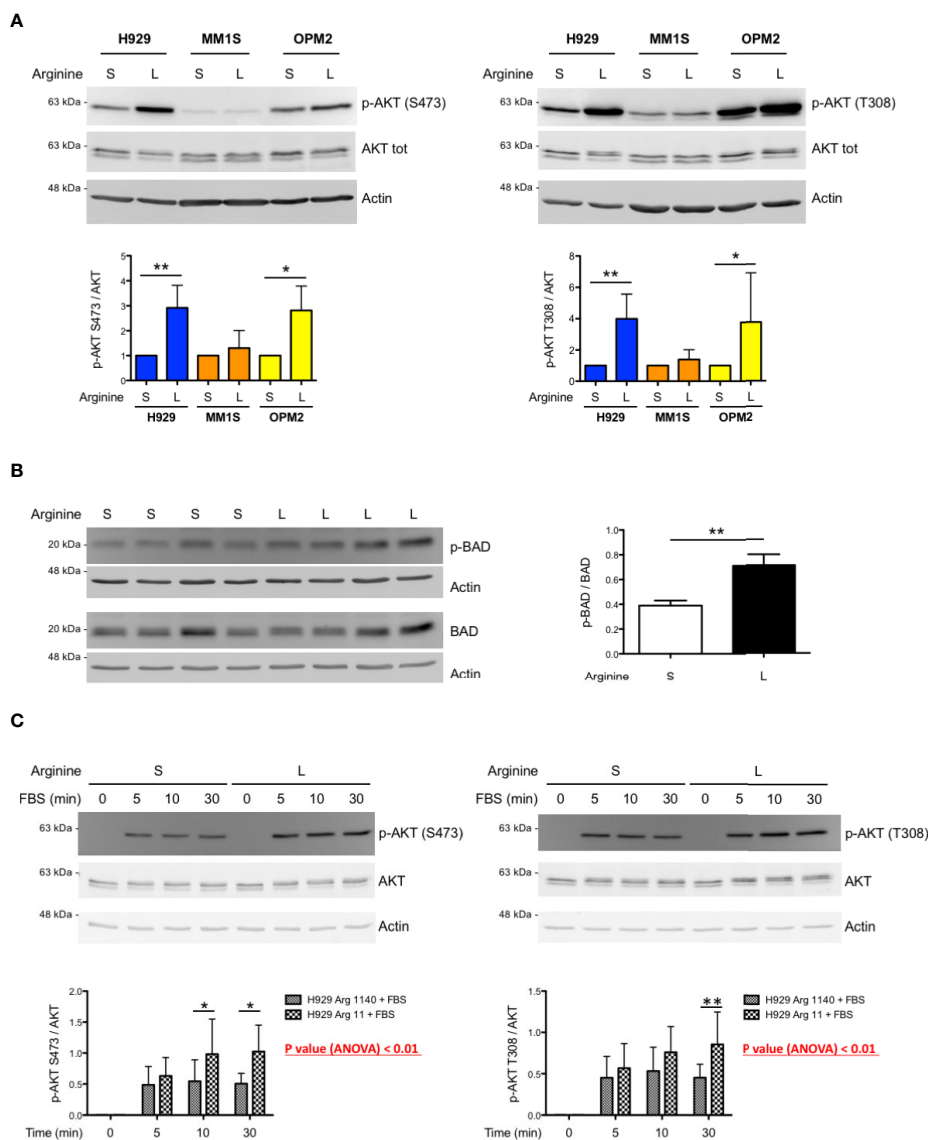 A
H929 MM1S OPM2
Arginine S L S L S L
63 kDa p-AKT (S473)
63 kDa AKT tot
48 kDa Actin
p-AKT S473 / AKT
5
4
3
2
1
0
** *
Arginine S L S L S L
H929 MM1S OPM2
H929 MM1S OPM2
Arginine S L S L S L
63 kDa p-AKT (T308)
63 kDa AKT tot
48 kDa Actin
p-AKT T308 / AKT
8
6
4
2
0
** *
Arginine S L S L S L
H929 MM1S OPM2
B
Arginine S S S S L L L L
20 kDa p-BAD
48 kDa Actin
20 kDa BAD
48 kDa Actin
p-BAD / BAD
1.0
0.8
0.6
0.4
0.2
0.0
**
Arginine S L
C
Arginine S L
FBS (min) 0 5 10 30 0 5 10 30
63 kDa p-AKT (S473)
63 kDa AKT
48 kDa Actin
p-AKT S473 / AKT
2.0
1.5
1.0
0.5
0.0
* *
H929 Arg 1140 + FBS
H929 Arg 11 + FBS
P value (ANOVA) < 0.01
Time (min) 0 5 10 30
Arginine S L
FBS (min) 0 5 10 30 0 5 10 30
63 kDa p-AKT (T308)
63 kDa AKT
48 kDa Actin
p-AKT T308 / AKT
1.5
1.0
0.5
0.0
**
H929 Arg 1140 + FBS
H929 Arg 11 + FBS
P value (ANOVA) < 0.01
Time (min) 0 5 10 30